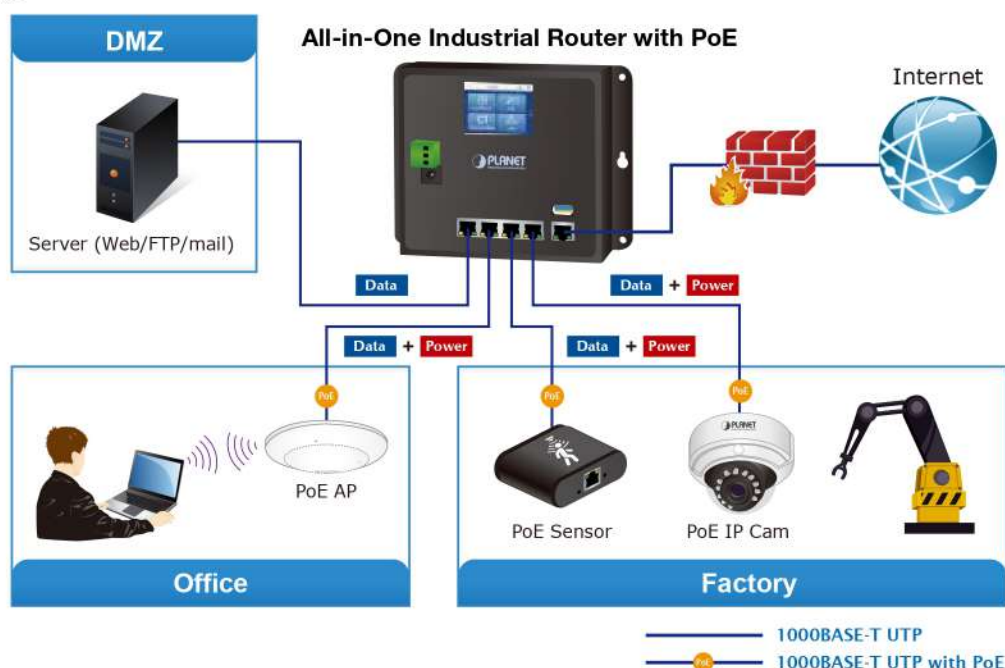 DMZ
All-in-One Industrial Router with PoE
Internet
PLANET
Server (Web/FTP/mail)
Data
Data + Power
Data + Power
Data + Power
PoE
PoE
PoE
PLANET
PoE AP
PoE Sensor
PoE IP Cam
Office
Factory
1000BASE-T UTP
PoE
1000BASE-T UTP with PoE